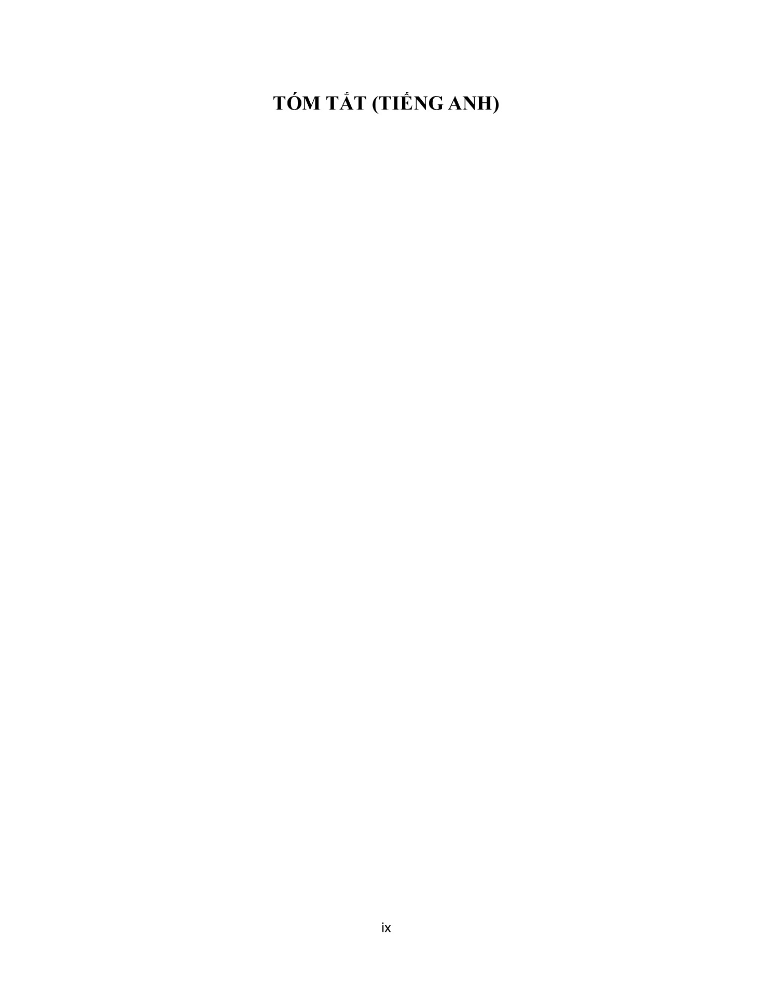 TÓM TẮT (TIẾNG ANH)
ix